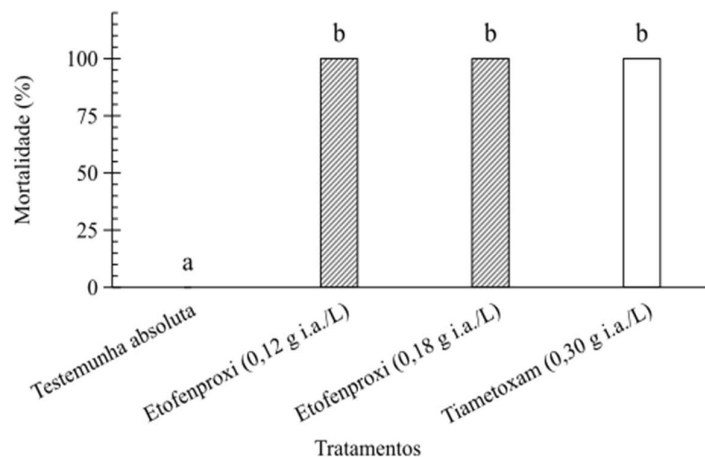 Mortalidade (%)
100
75
50
25
0
a
b
b
b
Testemunha absoluta
Etofenproxi (0,12 g i.a./L)
Etofenproxi (0,18 g i.a./L)
Tiametoxam (0,30 g i.a./L)
Tratamentos